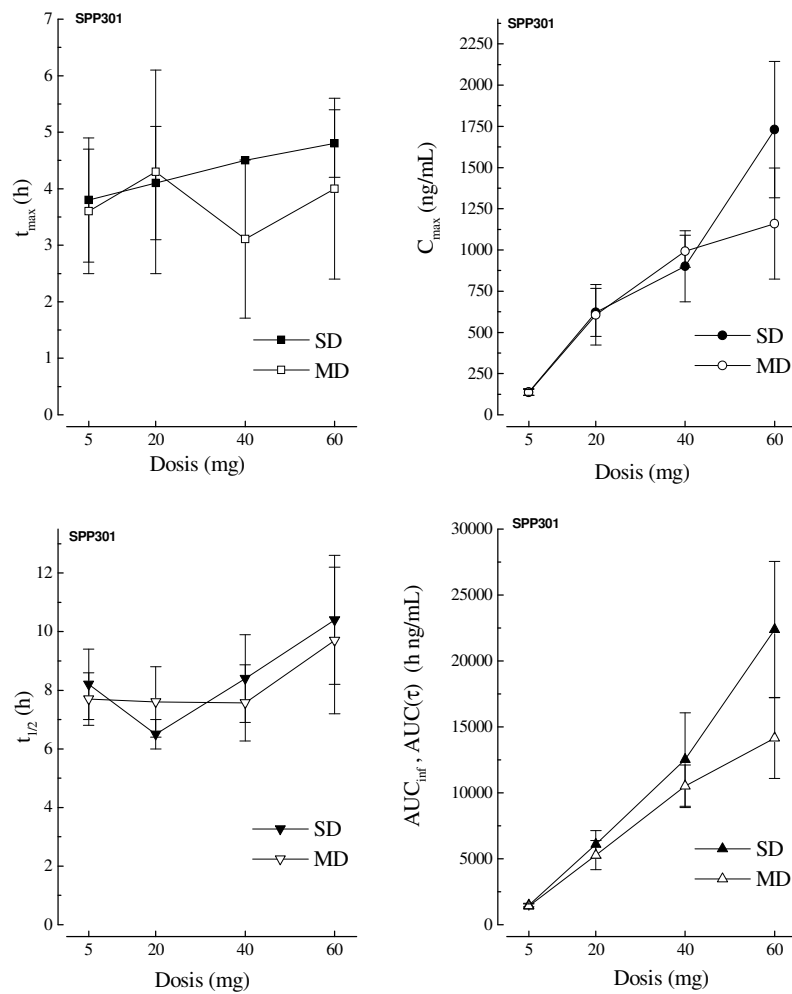 SPP301
7
6
5
4
3
2
1
0
t_max (h)
SD
MD
5 20 40 60
Dosis (mg)
SPP301
2250
2000
1750
1500
1250
1000
750
500
250
0
C_max (ng/mL)
SD
MD
5 20 40 60
Dosis (mg)
SPP301
12
10
8
6
4
2
0
t_1/2 (h)
SD
MD
5 20 40 60
Dosis (mg)
SPP301
30000
25000
20000
15000
10000
5000
0
AUC_inf , AUC(τ) (h ng/mL)
SD
MD
5 20 40 60
Dosis (mg)